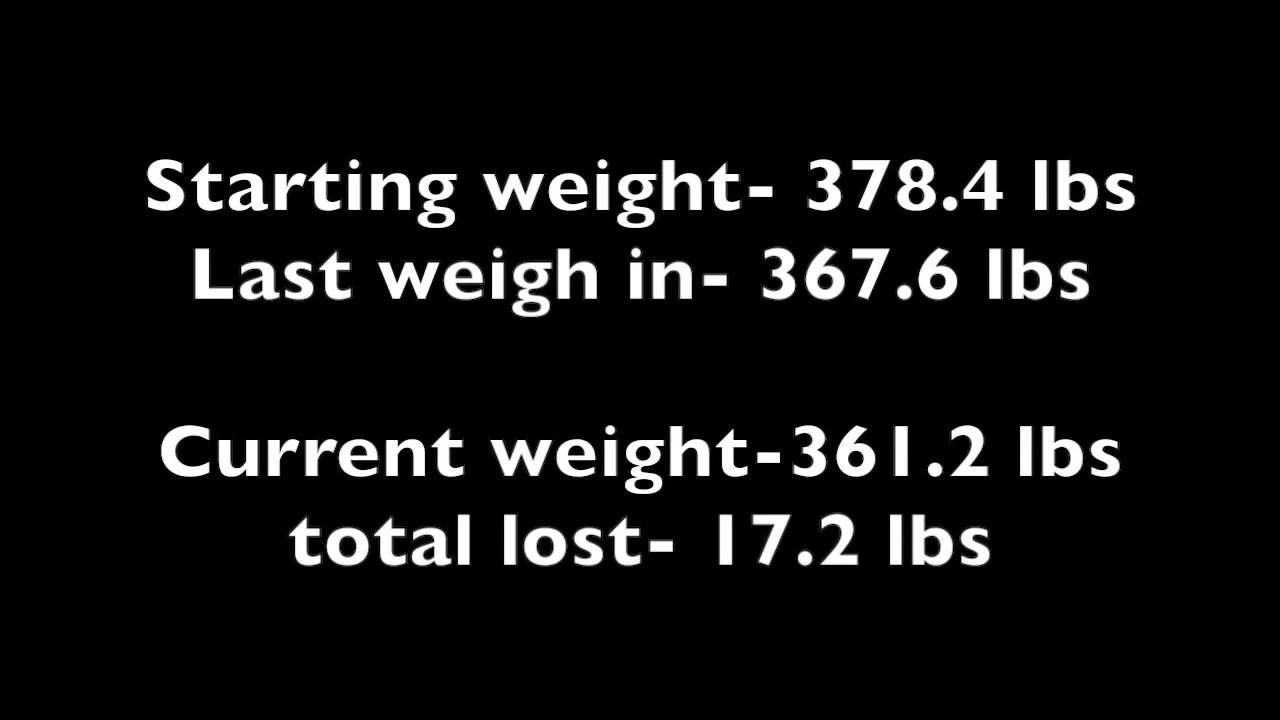 Starting weight- 378.4 lbs
Last weigh in- 367.6 lbs
Current weight-361.2 lbs
total lost- 17.2 lbs